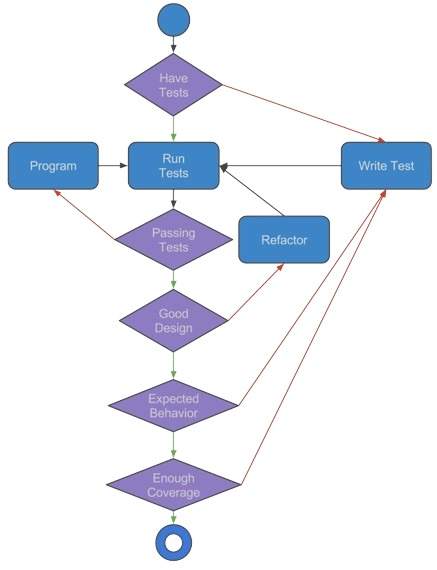 Have
Tests
Program
Run
Tests
Write Test
Passing
Tests
Refactor
Good
Design
Expected
Behavior
Enough
Coverage